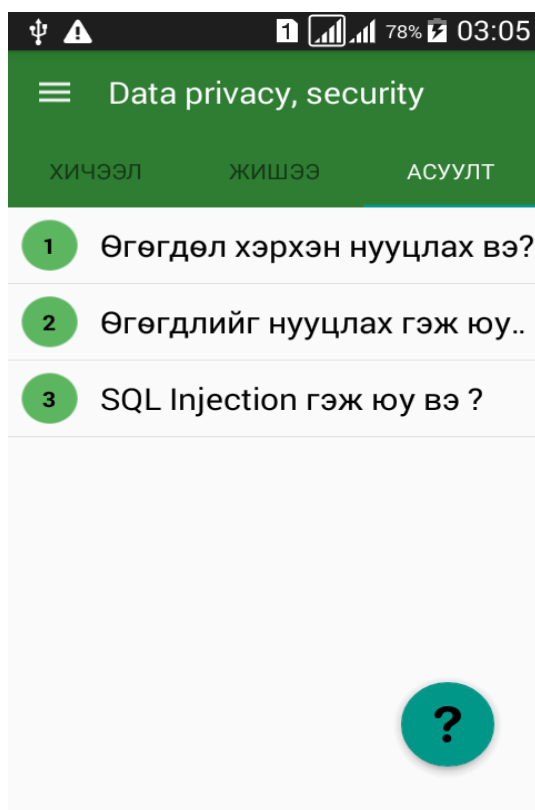 1 78% 03:05
Data privacy, security
ХИЧЭЭЛ ЖИШЭЭ АСУУЛТ
1 Өгөгдөл хэрхэн нууцлах вэ?
2 Өгөгдлийг нууцлах гэж юу..
3 SQL Injection гэж юу вэ ?
?